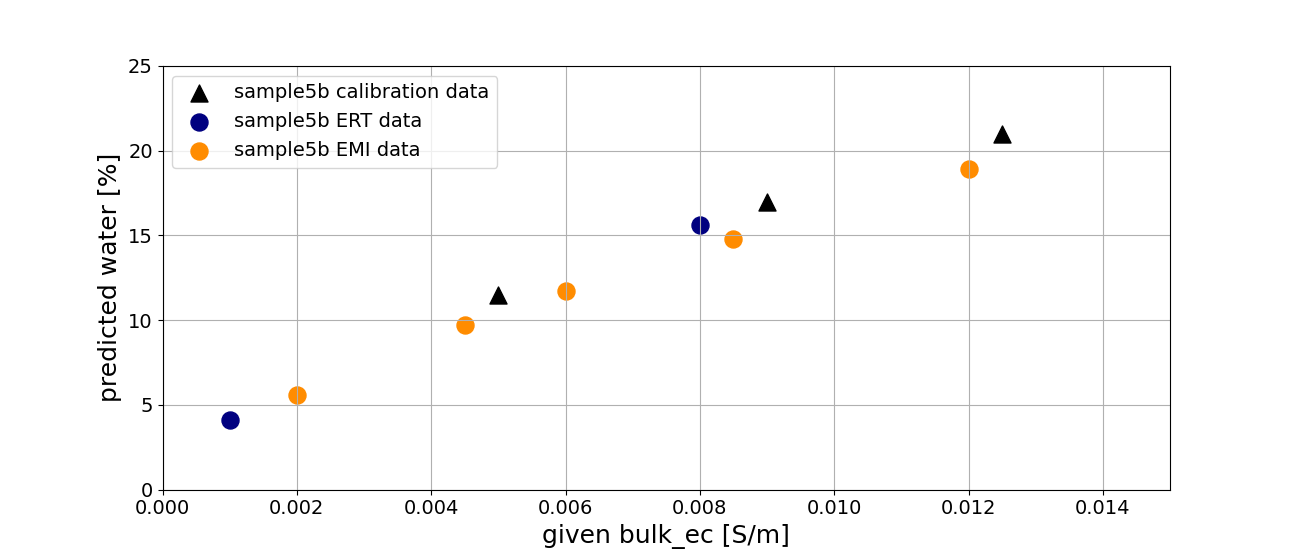 sample5b calibration data
sample5b ERT data
sample5b EMI data
predicted water [%]
25
20
15
10
5
0
0.000 0.002 0.004 0.006 0.008 0.010 0.012 0.014
given bulk_ec [S/m]